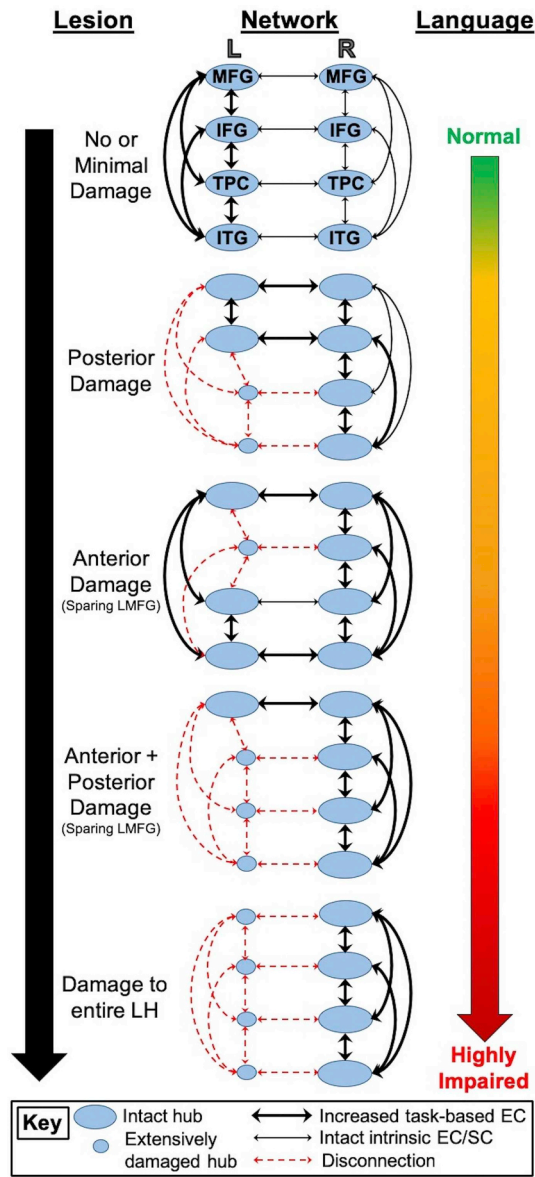 Lesion
Network
Language
L
R
MFG
MFG
IFG
IFG
TPC
TPC
ITG
ITG
No or
Minimal
Damage
Normal
Posterior
Damage
Anterior
Damage
(Sparing LMFG)
Anterior +
Posterior
Damage
(Sparing LMFG)
Damage to
entire LH
Highly
Impaired
Key
Intact hub
Extensively
damaged hub
Increased task-based EC
Intact intrinsic EC/SC
Disconnection